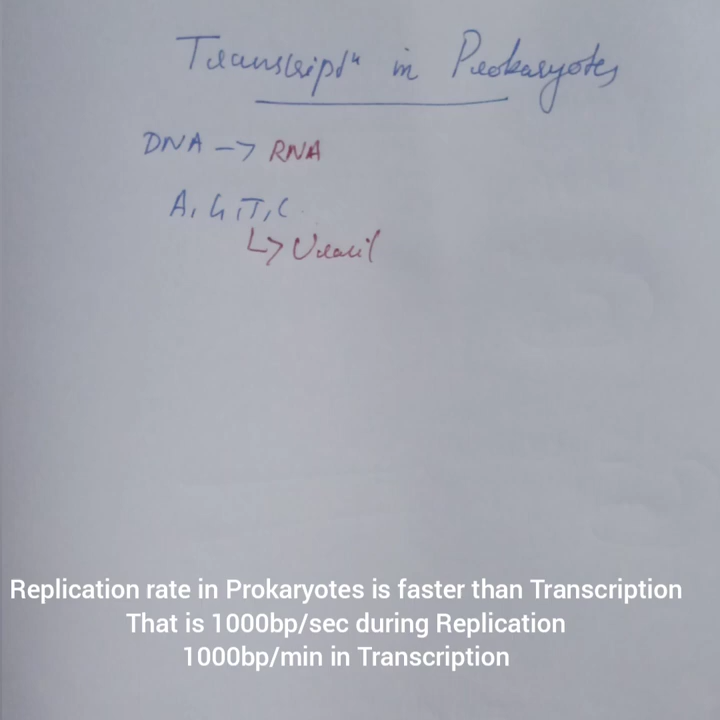 Transcriptⁿ in Prokaryotes
DNA -> RNA
A, G, T, C
↳ Uracil
Replication rate in Prokaryotes is faster than Transcription
That is 1000bp/sec during Replication
1000bp/min in Transcription